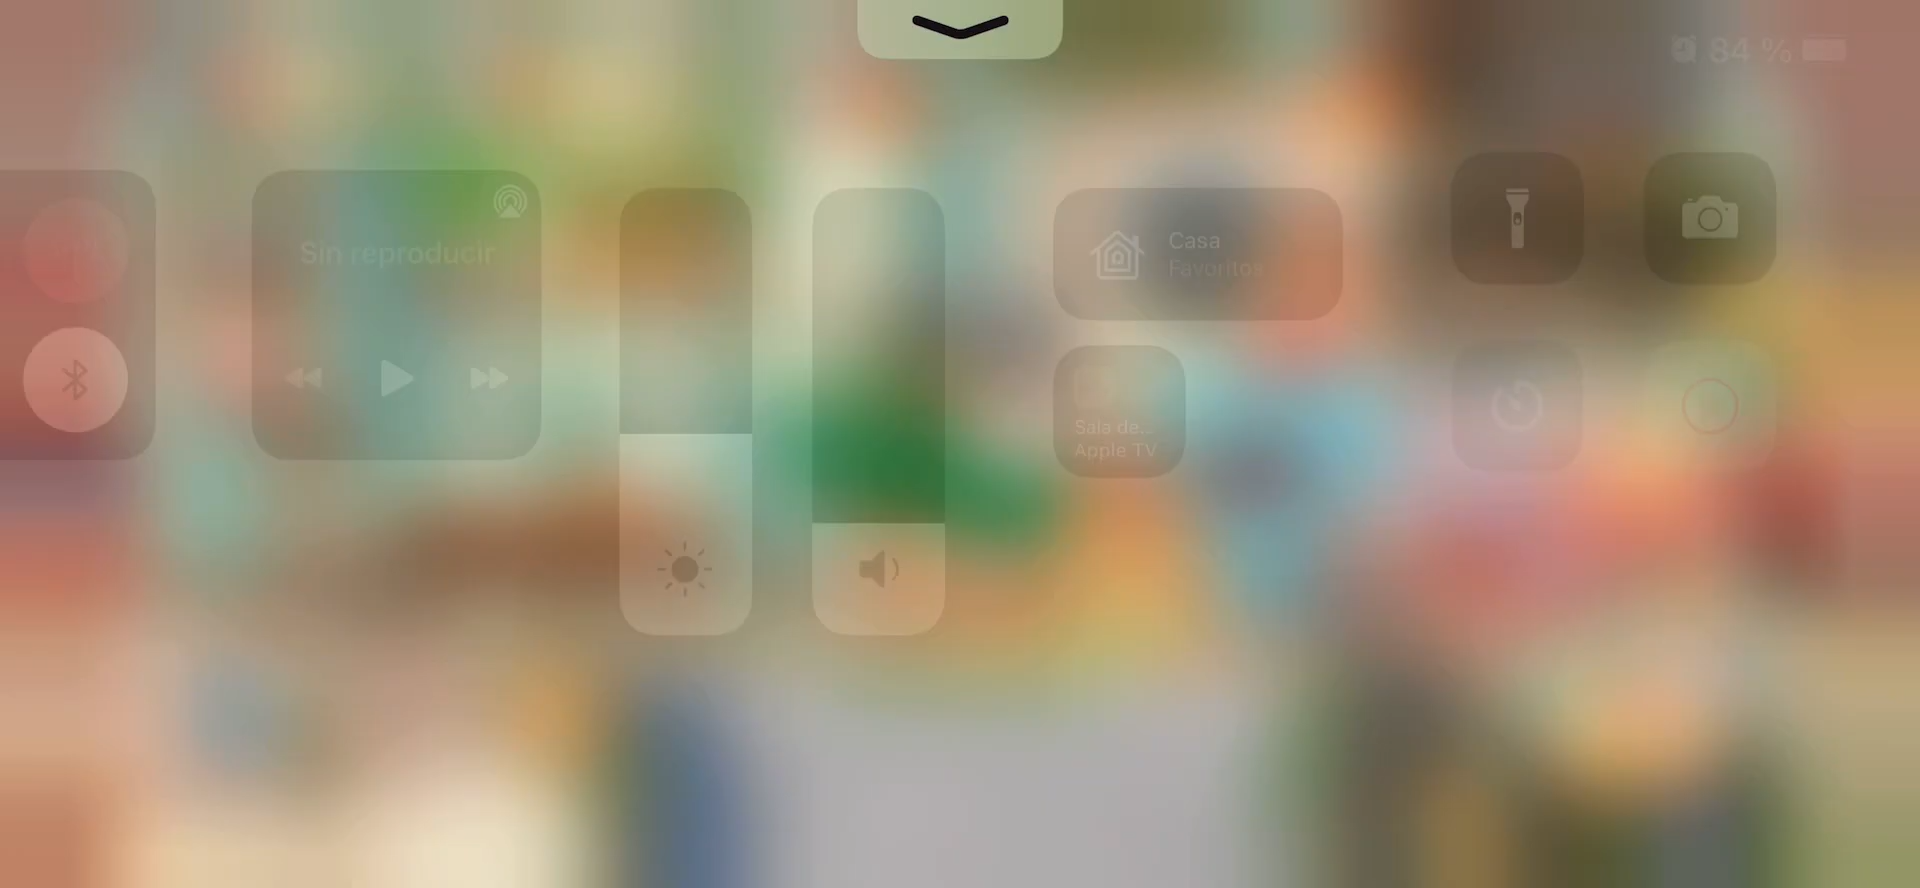 84 %
Sin reproducir
Casa
Favoritos
Sala de...
Apple TV